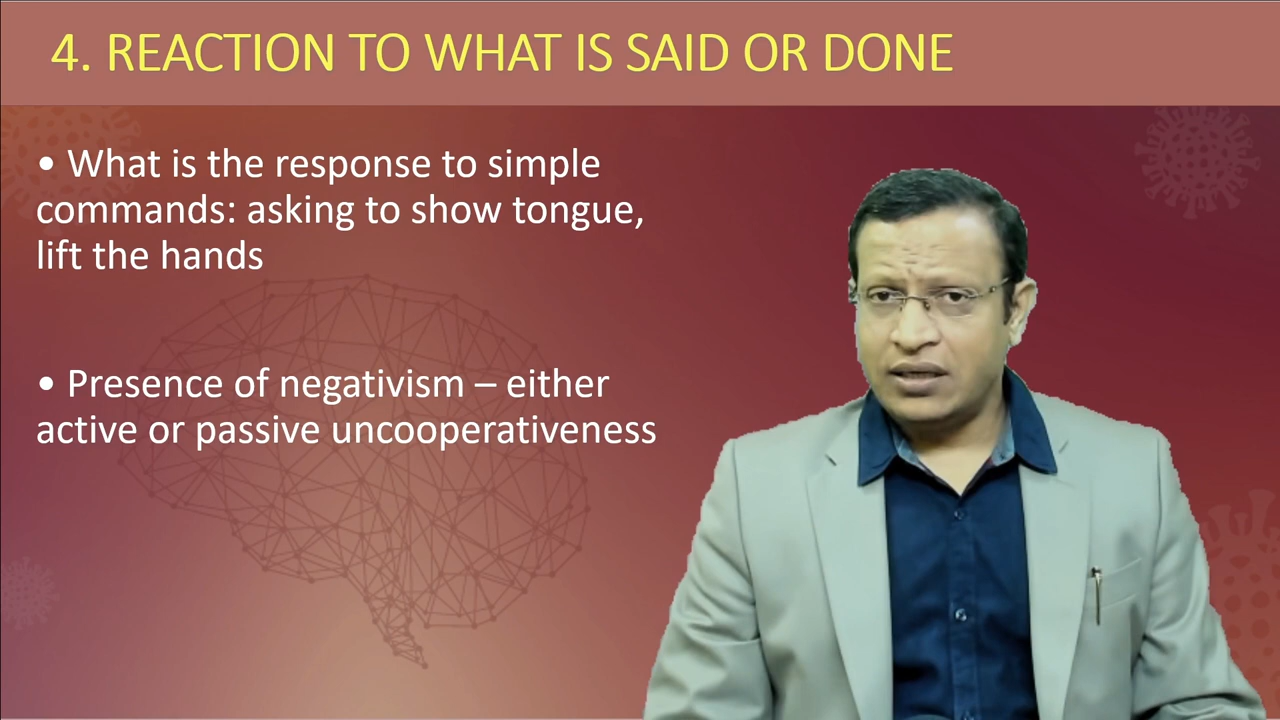 4. REACTION TO WHAT IS SAID OR DONE
• What is the response to simple
commands: asking to show tongue,
lift the hands
• Presence of negativism – either
active or passive uncooperativeness